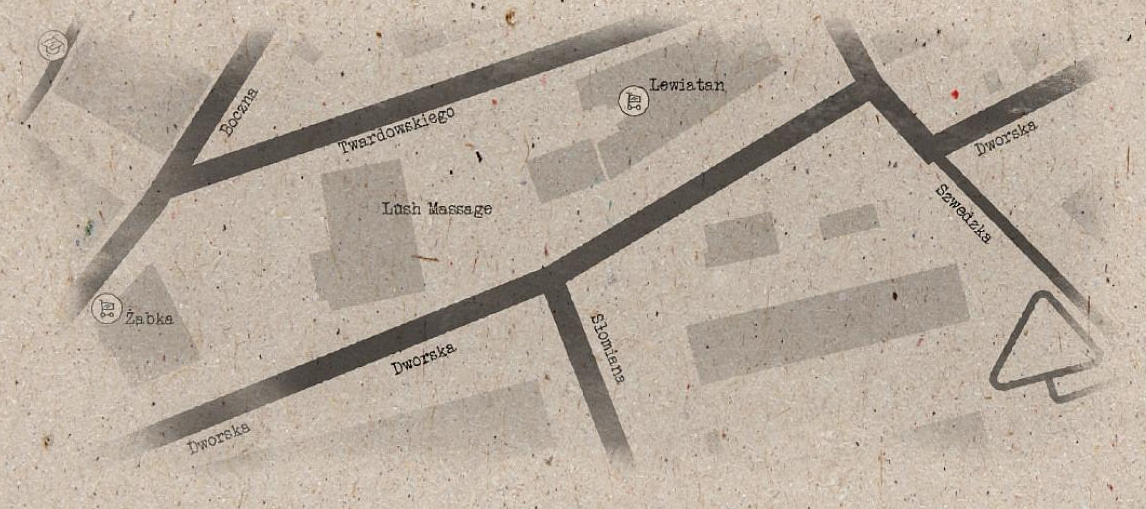 Lewiatan
Boczna
Twardowskiego
Dworska
Lush Massage
Szwedzka
Żabka
Słomiana
Dworska
Dworska